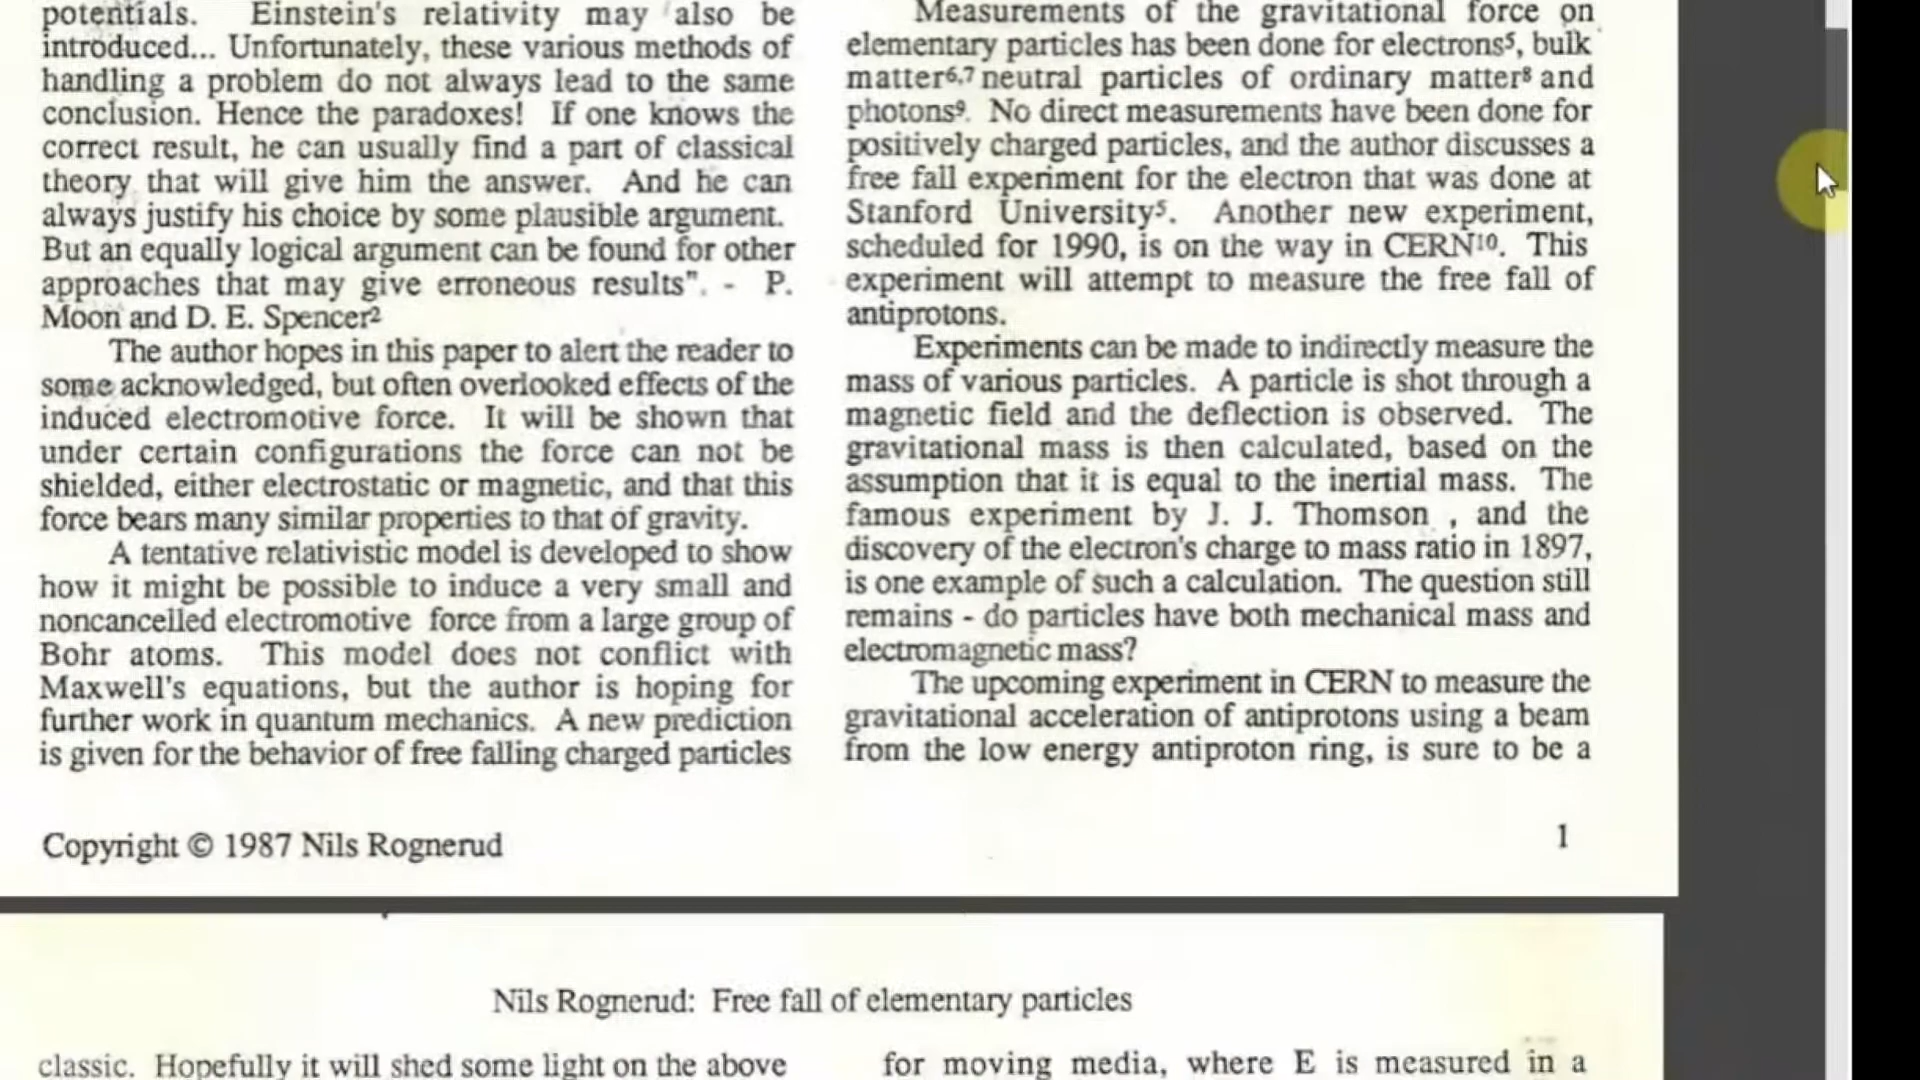 potentials. Einstein's relativity may also be
introduced... Unfortunately, these various methods of
handling a problem do not always lead to the same
conclusion. Hence the paradoxes! If one knows the
correct result, he can usually find a part of classical
theory that will give him the answer. And he can
always justify his choice by some plausible argument.
But an equally logical argument can be found for other
approaches that may give erroneous results". - P.
Moon and D. E. Spencer²
The author hopes in this paper to alert the reader to
some acknowledged, but often overlooked effects of the
induced electromotive force. It will be shown that
under certain configurations the force can not be
shielded, either electrostatic or magnetic, and that this
force bears many similar properties to that of gravity.
A tentative relativistic model is developed to show
how it might be possible to induce a very small and
noncancelled electromotive force from a large group of
Bohr atoms. This model does not conflict with
Maxwell's equations, but the author is hoping for
further work in quantum mechanics. A new prediction
is given for the behavior of free falling charged particles
Measurements of the gravitational force on
elementary particles has been done for electrons⁵, bulk
matter⁶,⁷ neutral particles of ordinary matter⁸ and
photons⁹. No direct measurements have been done for
positively charged particles, and the author discusses a
free fall experiment for the electron that was done at
Stanford University⁵. Another new experiment,
scheduled for 1990, is on the way in CERN¹⁰. This
experiment will attempt to measure the free fall of
antiprotons.
Experiments can be made to indirectly measure the
mass of various particles. A particle is shot through a
magnetic field and the deflection is observed. The
gravitational mass is then calculated, based on the
assumption that it is equal to the inertial mass. The
famous experiment by J. J. Thomson , and the
discovery of the electron's charge to mass ratio in 1897,
is one example of such a calculation. The question still
remains - do particles have both mechanical mass and
electromagnetic mass?
The upcoming experiment in CERN to measure the
gravitational acceleration of antiprotons using a beam
from the low energy antiproton ring, is sure to be a
Copyright © 1987 Nils Rognerud
1
Nils Rognerud: Free fall of elementary particles
classic. Hopefully it will shed some light on the above
for moving media, where E is measured in a